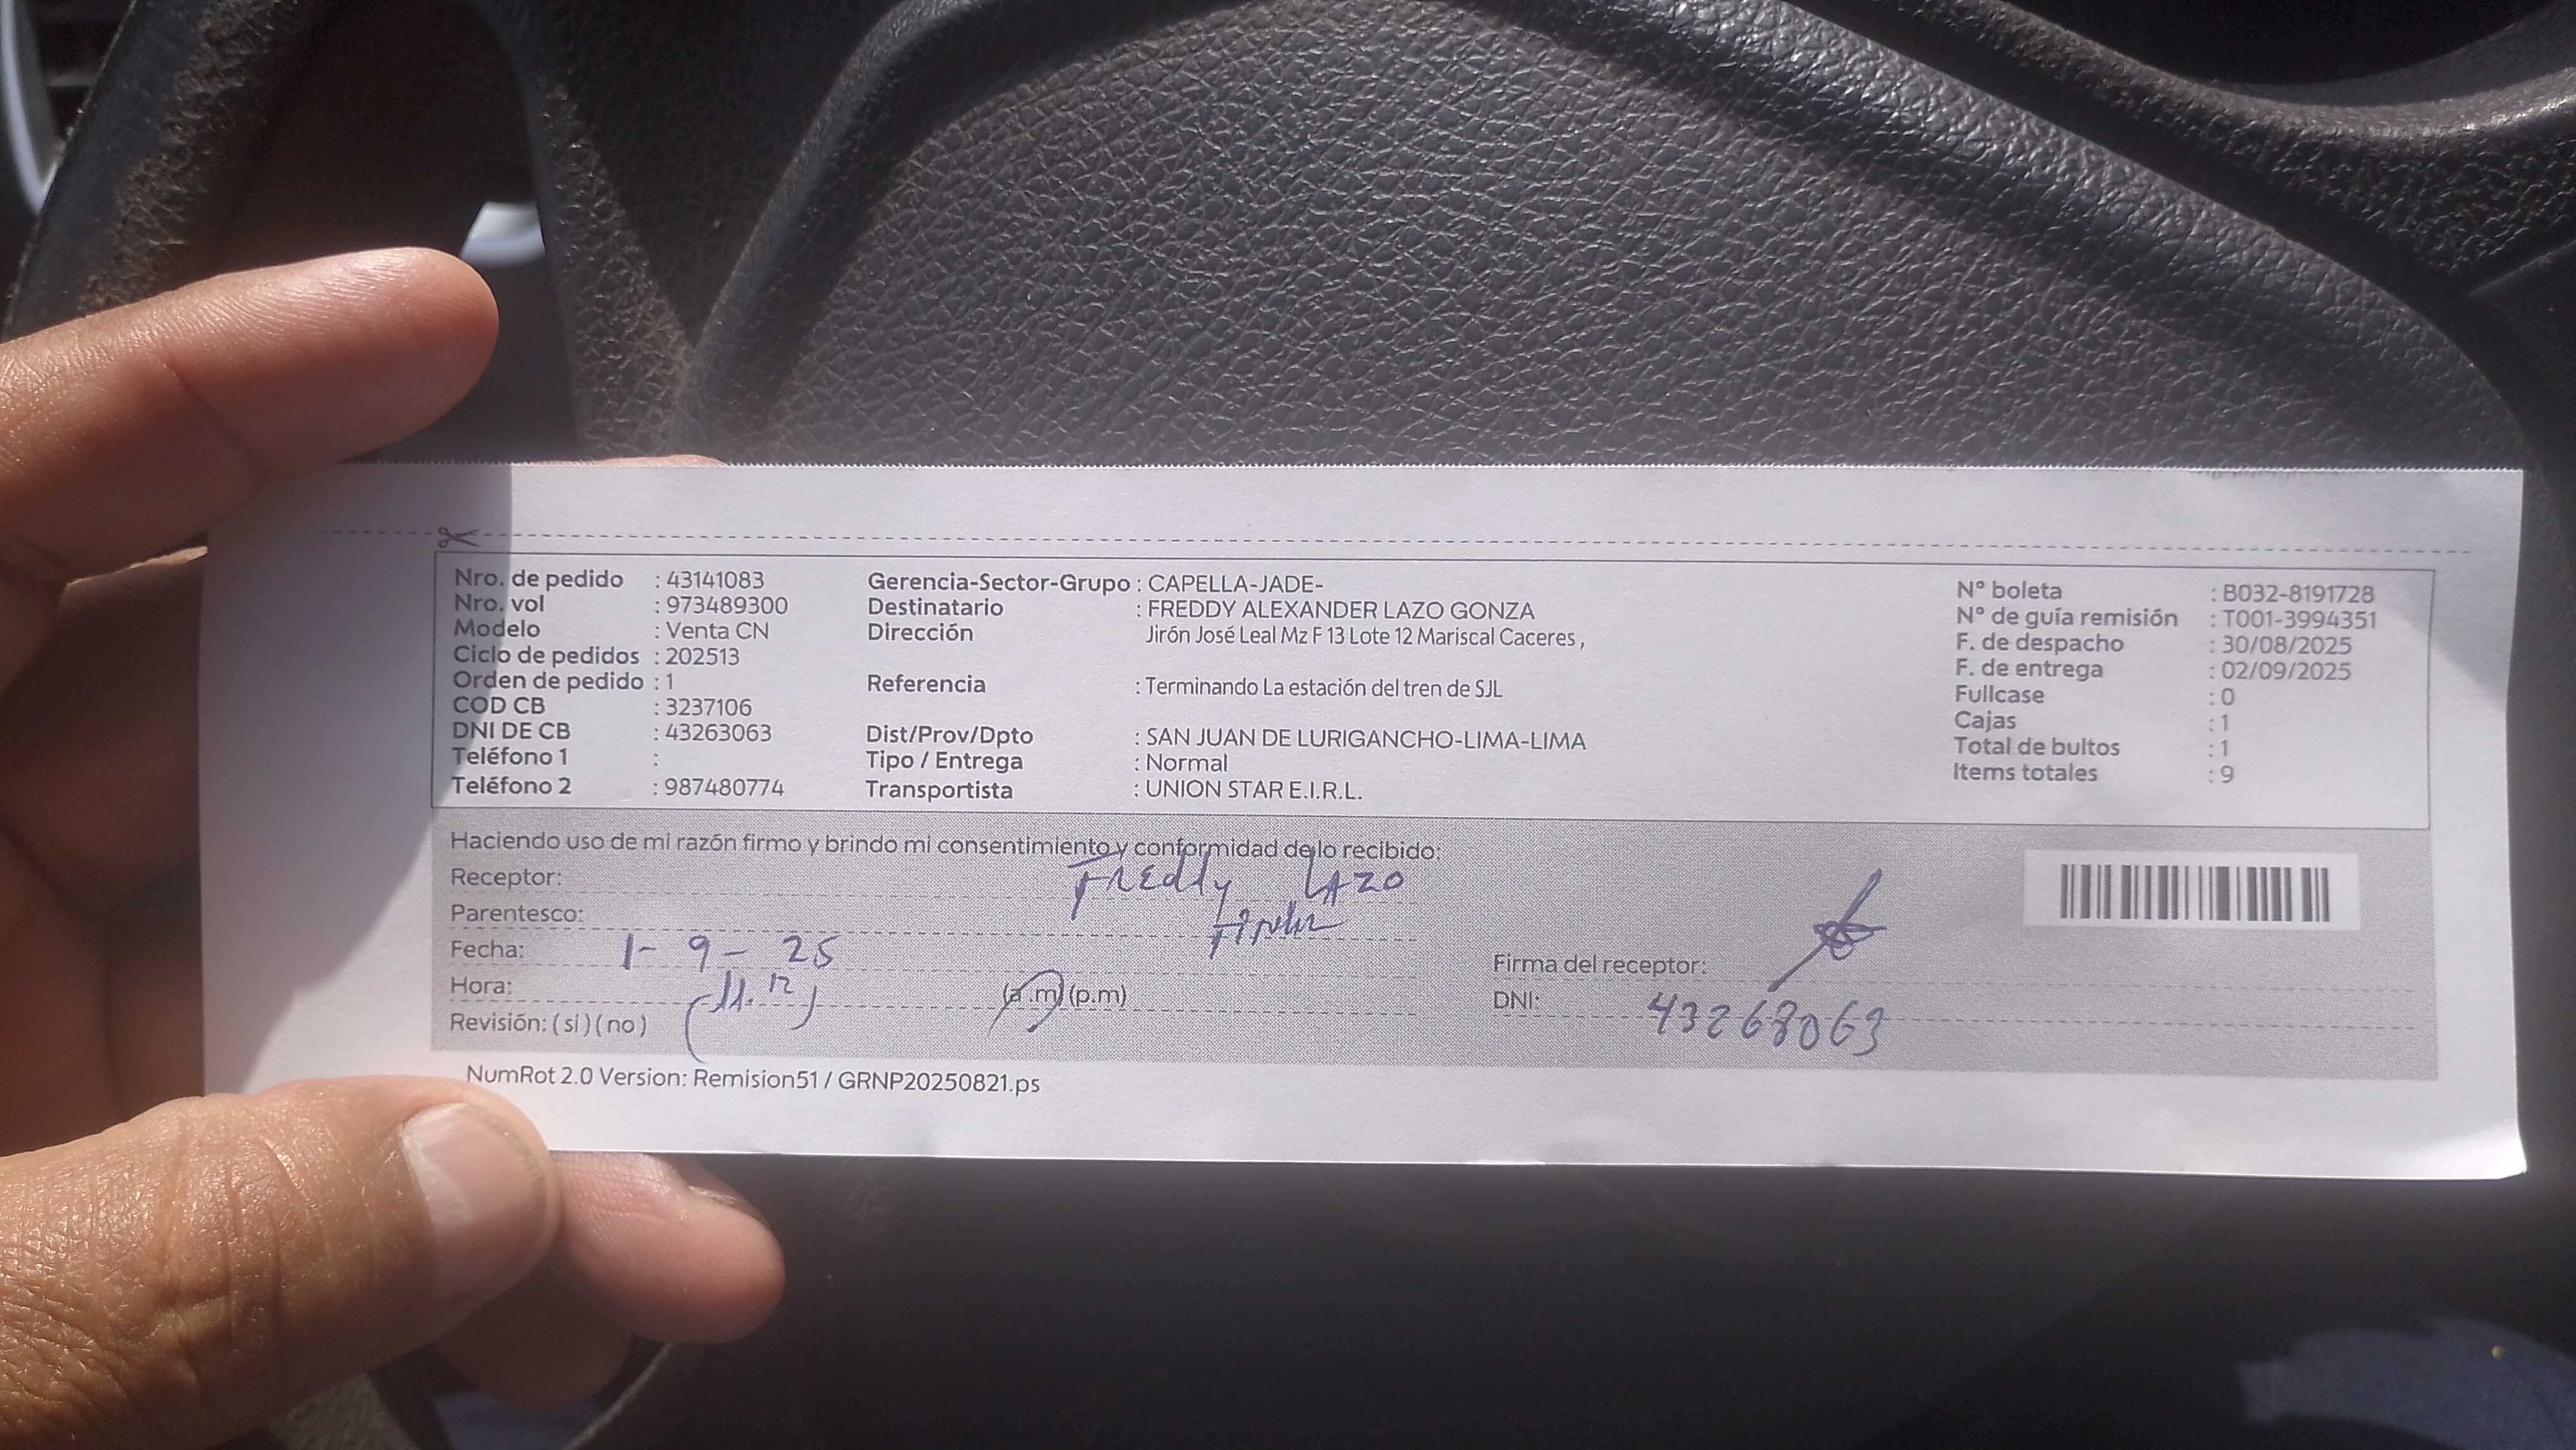 Nro. de pedido : 43141083
Nro. vol : 973489300
Modelo : Venta CN
Ciclo de pedidos : 202513
Orden de pedido : 1
COD CB : 3237106
DNI DE CB : 43263063
Teléfono 1 :
Teléfono 2 : 987480774
Gerencia-Sector-Grupo : CAPELLA-JADE-
Destinatario : FREDDY ALEXANDER LAZO GONZA
Dirección Jirón José Leal Mz F 13 Lote 12 Mariscal Caceres ,
Referencia : Terminando La estación del tren de SJL
Dist/Prov/Dpto : SAN JUAN DE LURIGANCHO-LIMA-LIMA
Tipo / Entrega : Normal
Transportista : UNION STAR E.I.R.L.
N° boleta : B032-8191728
N° de guía remisión : T001-3994351
F. de despacho : 30/08/2025
F. de entrega : 02/09/2025
Fullcase : 0
Cajas : 1
Total de bultos : 1
Items totales : 9
Haciendo uso de mi razón firmo y brindo mi consentimiento y conformidad de lo recibido:
Receptor: Freddy LAZO
Parentesco:
Fecha: 1- 9 - 25
Hora: (11.12) (a.m) (p.m)
Revisión: ( si ) ( no )
Firma del receptor:
DNI: 43268063
NumRot 2.0 Version: Remision51 / GRNP20250821.ps